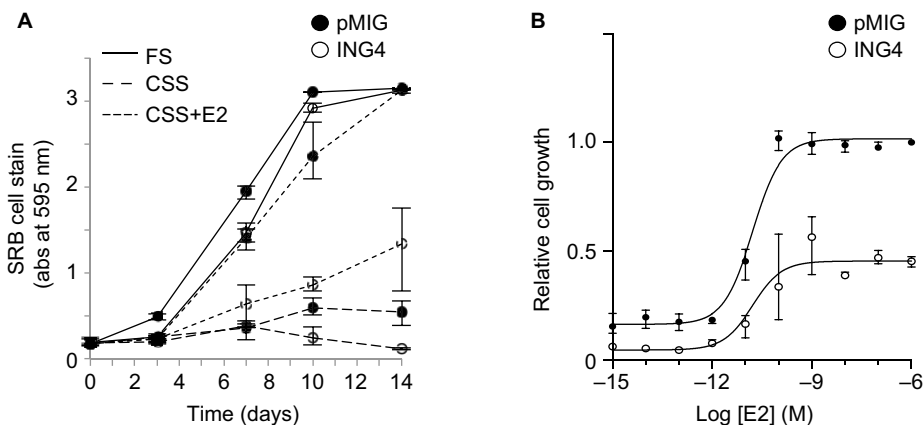 A
pMIG
ING4
FS
CSS
CSS+E2
SRB cell stain
(abs at 595 nm)
3
2
1
0
0 2 4 6 8 10 12 14
Time (days)
B
pMIG
ING4
Relative cell growth
1.0
0.5
0
–15 –12 –9 –6
Log [E2] (M)